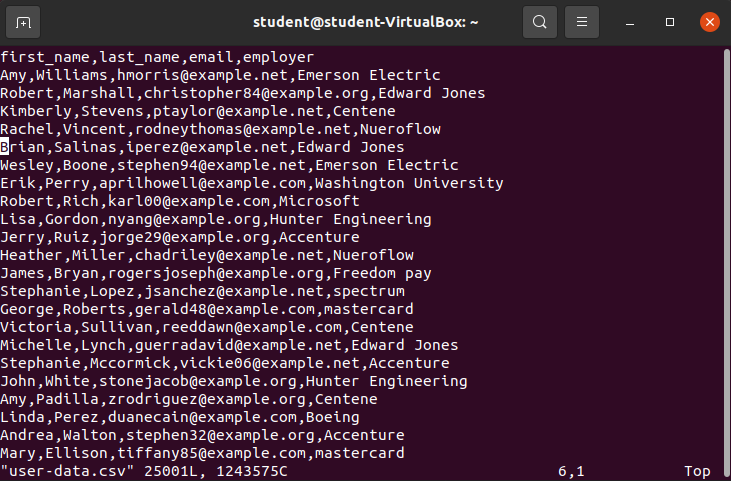 student@student-VirtualBox: ~
first_name,last_name,email,employer
Amy,Williams,hmorris@example.net,Emerson Electric
Robert,Marshall,christopher84@example.org,Edward Jones
Kimberly,Stevens,ptaylor@example.net,Centene
Rachel,Vincent,rodneythomas@example.net,Nueroflow
Brian,Salinas,iperez@example.net,Edward Jones
Wesley,Boone,stephen94@example.net,Emerson Electric
Erik,Perry,aprilhowell@example.com,Washington University
Robert,Rich,karl00@example.com,Microsoft
Lisa,Gordon,nyang@example.org,Hunter Engineering
Jerry,Ruiz,jorge29@example.org,Accenture
Heather,Miller,chadriley@example.net,Nueroflow
James,Bryan,rogersjoseph@example.org,Freedom pay
Stephanie,Lopez,jsanchez@example.net,spectrum
George,Roberts,gerald48@example.com,mastercard
Victoria,Sullivan,reeddawn@example.com,Centene
Michelle,Lynch,guerradavid@example.net,Edward Jones
Stephanie,Mccormick,vickie06@example.net,Accenture
John,White,stonejacob@example.org,Hunter Engineering
Amy,Padilla,zrodriguez@example.org,Centene
Linda,Perez,duanecain@example.com,Boeing
Andrea,Walton,stephen32@example.org,Accenture
Mary,Ellison,tiffany85@example.com,mastercard
"user-data.csv" 25001L, 1243575C 6,1 Top